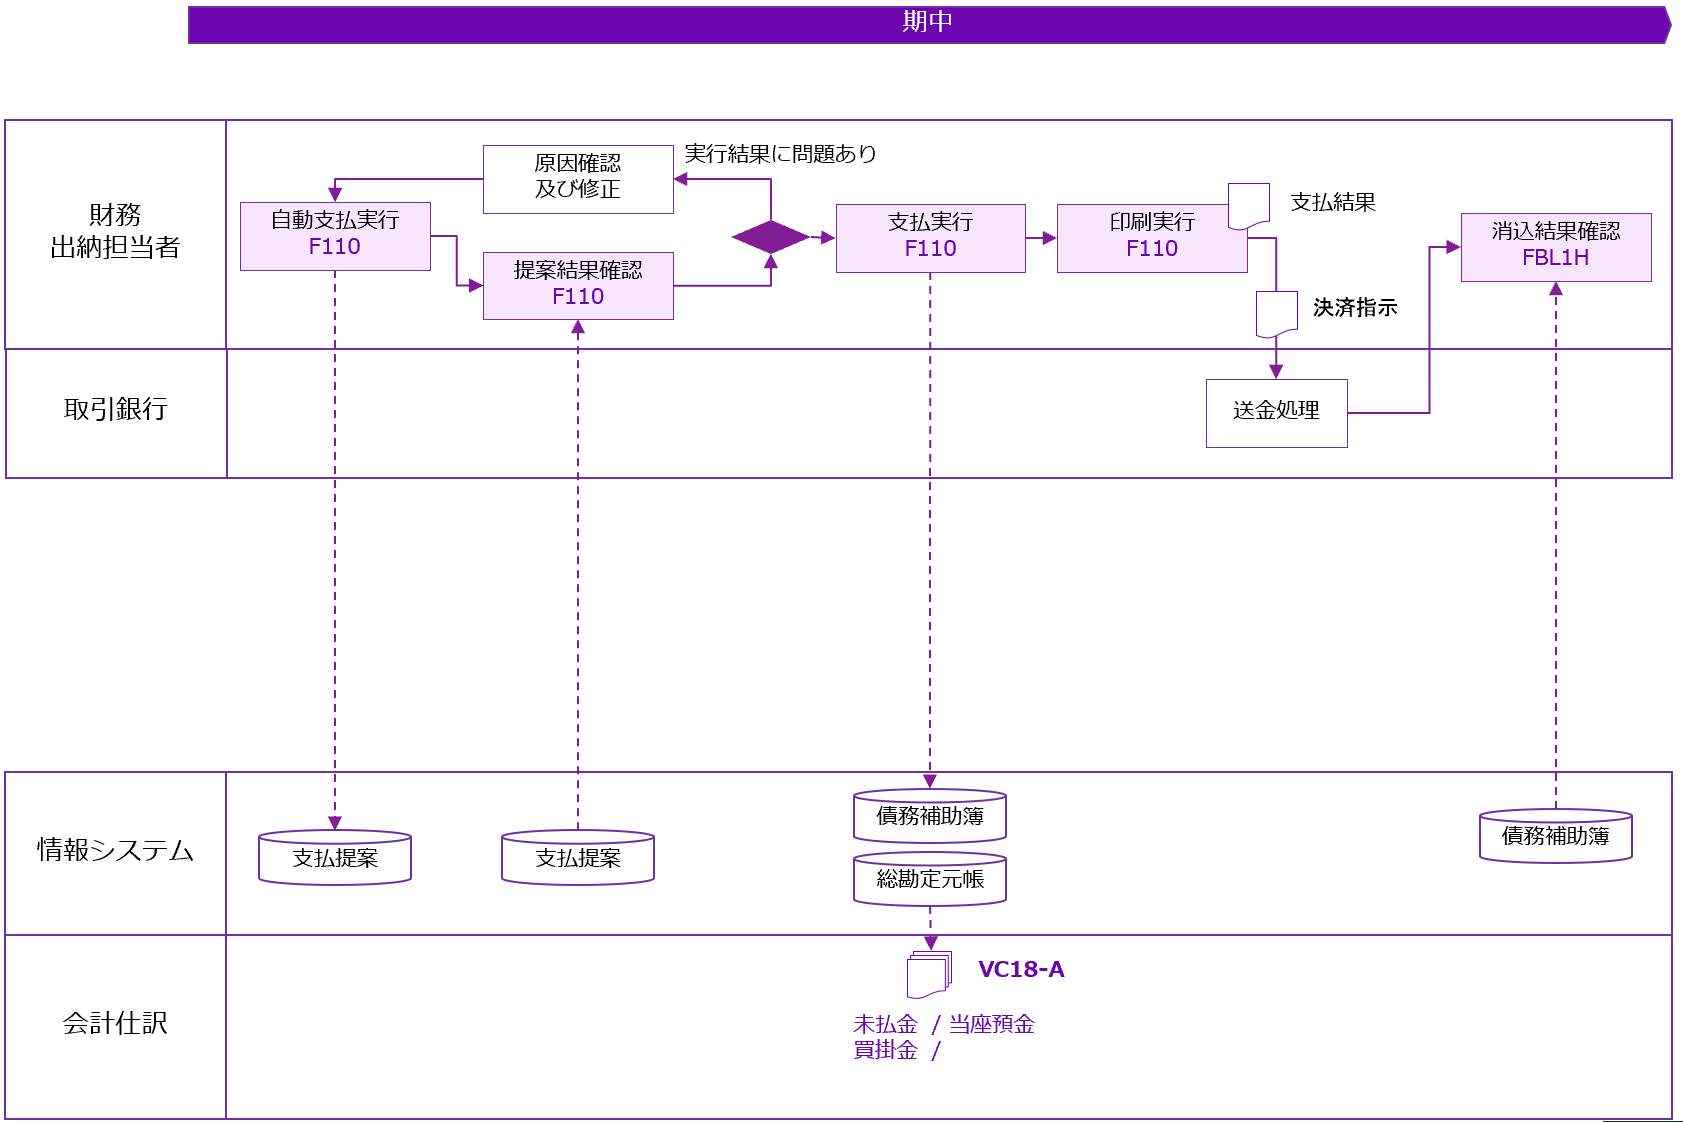 期中
財務
出納担当者
原因確認
及び修正
実行結果に問題あり
自動支払実行
F110
提案結果確認
F110
支払実行
F110
印刷実行
F110
支払結果
決済指示
消込結果確認
FBL1H
取引銀行
送金処理
情報システム
支払提案
支払提案
債務補助簿
総勘定元帳
債務補助簿
会計仕訳
VC18-A
未払金 / 当座預金
買掛金 /